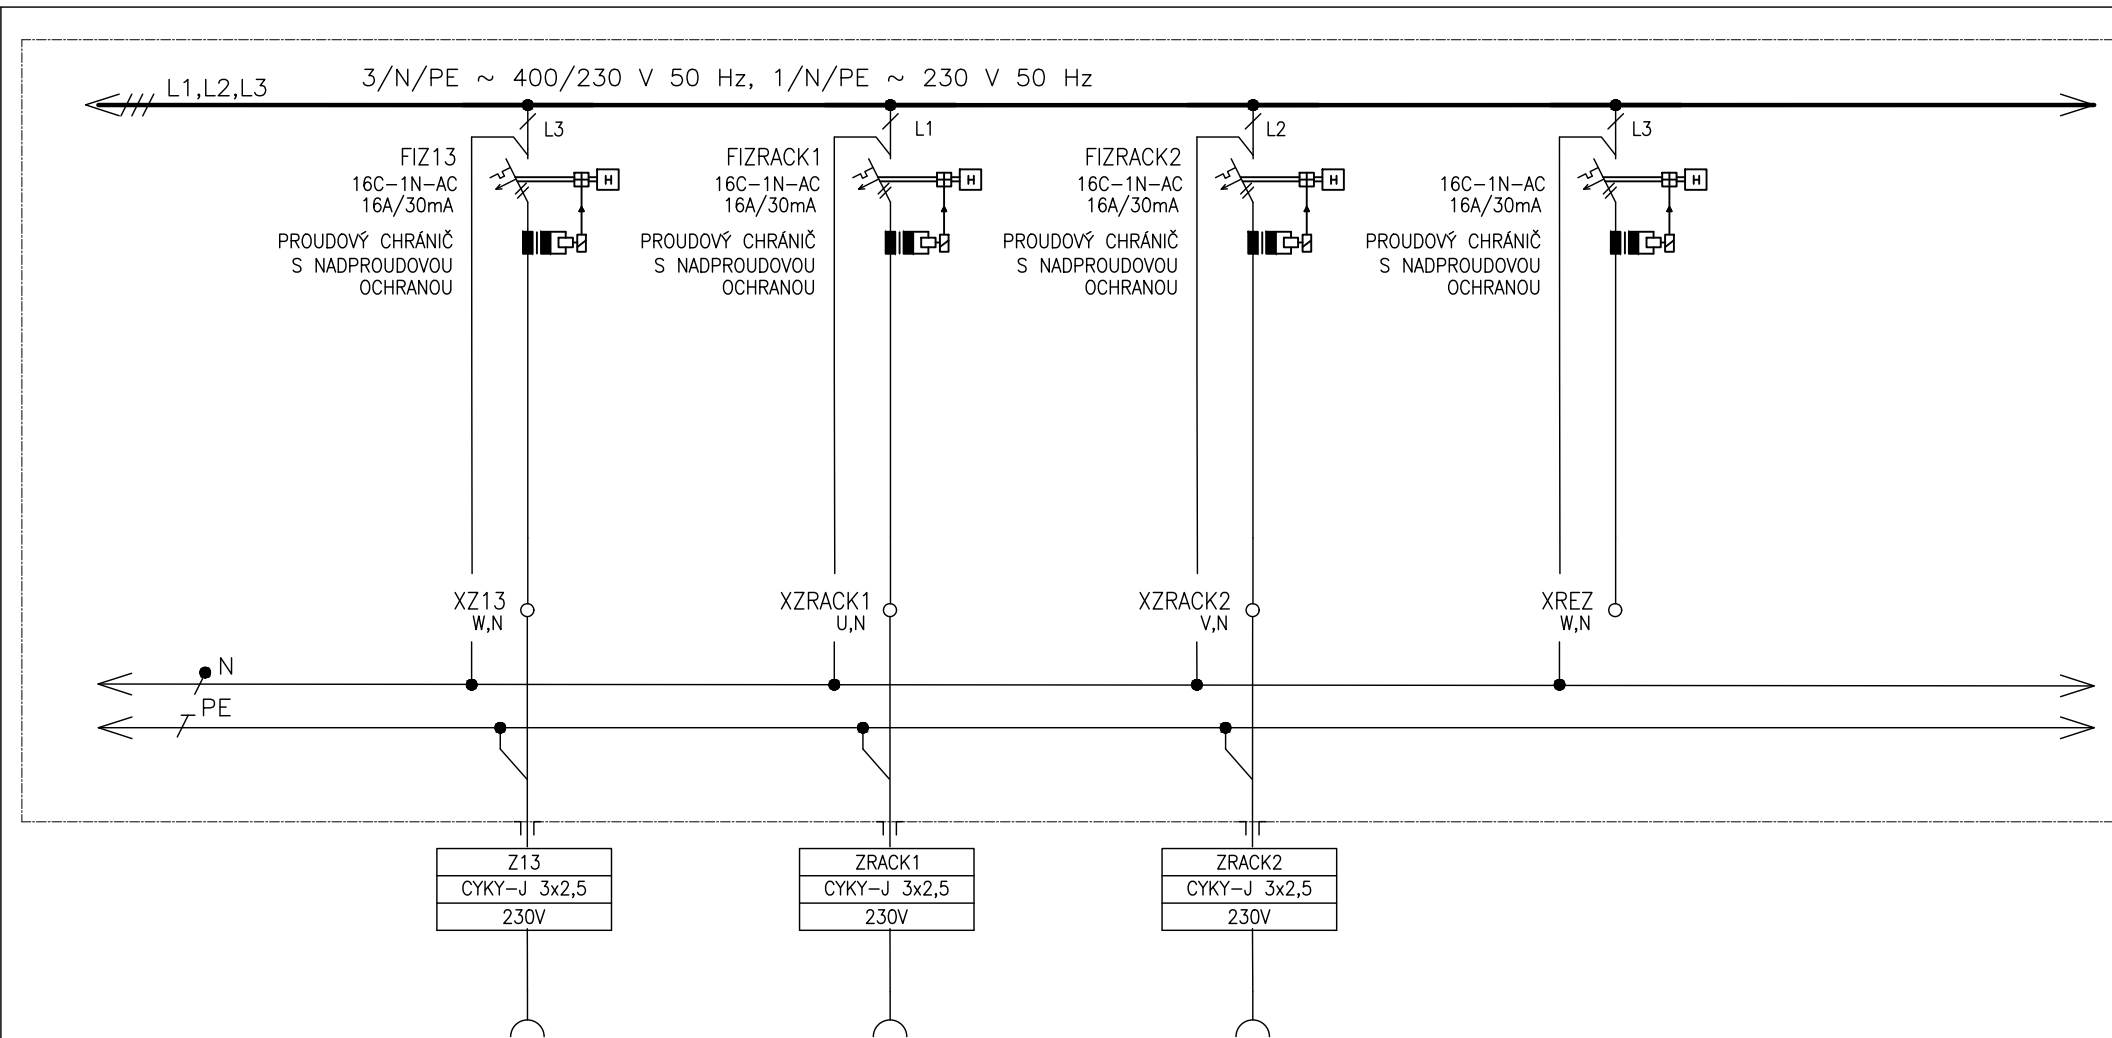 3/N/PE ~ 400/230 V 50 Hz, 1/N/PE ~ 230 V 50 Hz
L1,L2,L3
L3
FIZ13
16C-1N-AC
16A/30mA
H
PROUDOVÝ CHRÁNIČ
S NADPROUDOVOU
OCHRANOU
L1
FIZRACK1
16C-1N-AC
16A/30mA
H
PROUDOVÝ CHRÁNIČ
S NADPROUDOVOU
OCHRANOU
L2
FIZRACK2
16C-1N-AC
16A/30mA
H
PROUDOVÝ CHRÁNIČ
S NADPROUDOVOU
OCHRANOU
L3
16C-1N-AC
16A/30mA
H
PROUDOVÝ CHRÁNIČ
S NADPROUDOVOU
OCHRANOU
XZ13
W,N
XZRACK1
U,N
XZRACK2
V,N
XREZ
W,N
N
PE
Z13
CYKY-J 3x2,5
230V
ZRACK1
CYKY-J 3x2,5
230V
ZRACK2
CYKY-J 3x2,5
230V